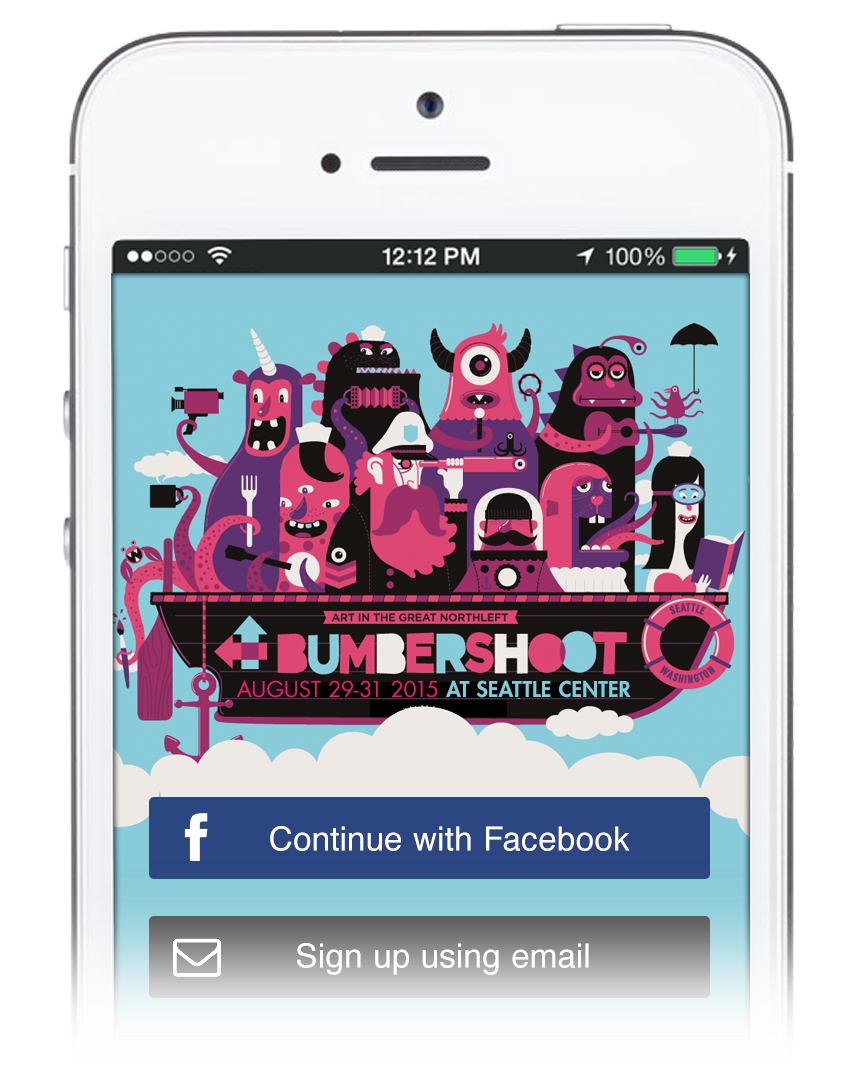 12:12 PM 100%
ART IN THE GREAT NORTHLEFT
BUMBERSHOOT
AUGUST 29-31 2015 AT SEATTLE CENTER
SEATTLE
WASHINGTON
f Continue with Facebook
Sign up using email